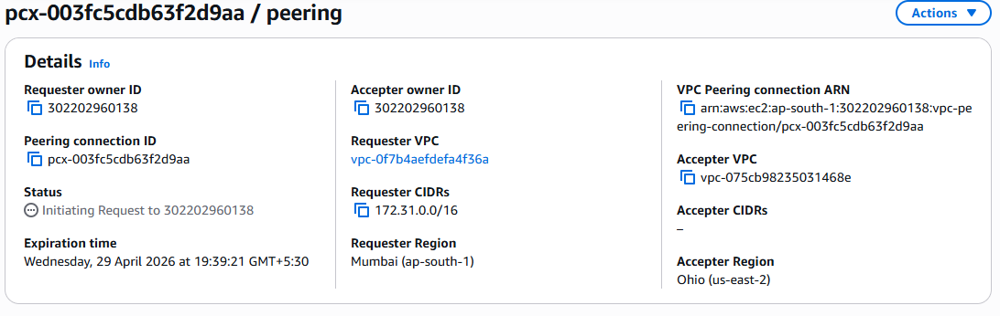 pcx-003fc5cdb63f2d9aa / peering
Actions
Details Info
Requester owner ID
302202960138
Peering connection ID
pcx-003fc5cdb63f2d9aa
Status
Initiating Request to 302202960138
Expiration time
Wednesday, 29 April 2026 at 19:39:21 GMT+5:30
Accepter owner ID
302202960138
Requester VPC
vpc-0f7b4aefdefa4f36a
Requester CIDRs
172.31.0.0/16
Requester Region
Mumbai (ap-south-1)
VPC Peering connection ARN
arn:aws:ec2:ap-south-1:302202960138:vpc-pe
ering-connection/pcx-003fc5cdb63f2d9aa
Accepter VPC
vpc-075cb98235031468e
Accepter CIDRs
–
Accepter Region
Ohio (us-east-2)